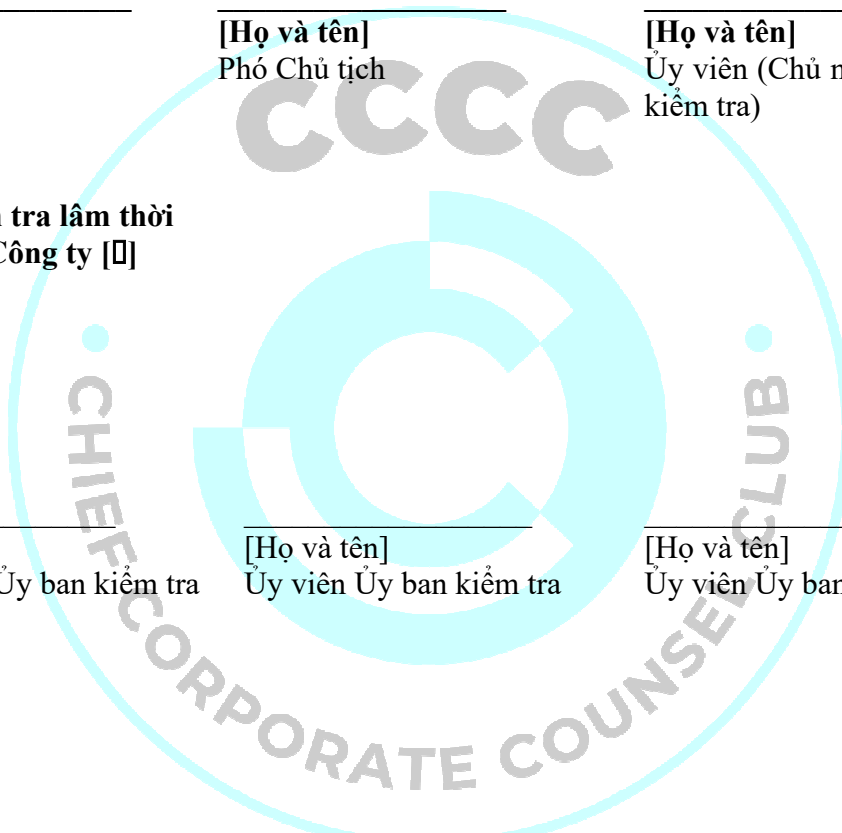 [Họ và tên]
Phó Chủ tịch
[Họ và tên]
Ủy viên (Chủ
kiểm tra)
CCCC
tra lâm thời
Công ty []
CHIEF CORPORATE COUNSEL CLUB
Ủy ban kiểm tra
[Họ và tên]
Ủy viên Ủy ban kiểm tra
[Họ và tên]
Ủy viên Ủy ban